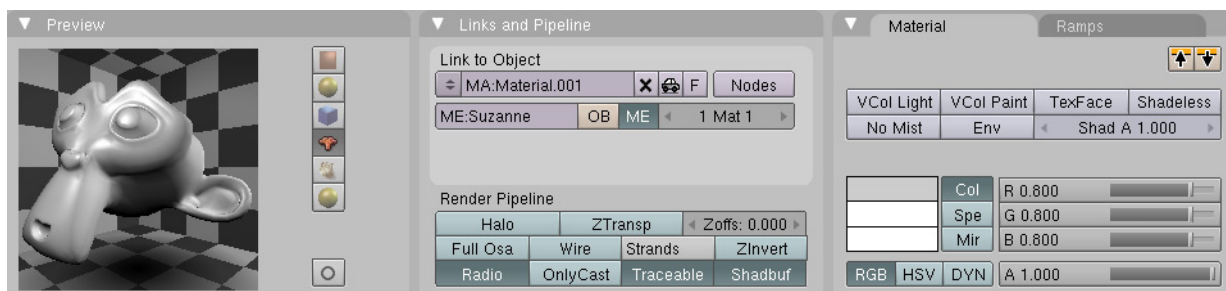 Preview
Links and Pipeline
Material
Ramps
Link to Object
MA:Material.001
F
Nodes
ME:Suzanne
OB
ME
1 Mat 1
Render Pipeline
Halo
ZTransp
Zoffs: 0.000
Full Osa
Wire
Strands
ZInvert
Radio
OnlyCast
Traceable
Shadbuf
VCol Light
VCol Paint
TexFace
Shadeless
No Mist
Env
Shad A 1.000
Col
R 0.800
Spe
G 0.800
Mir
B 0.800
RGB
HSV
DYN
A 1.000